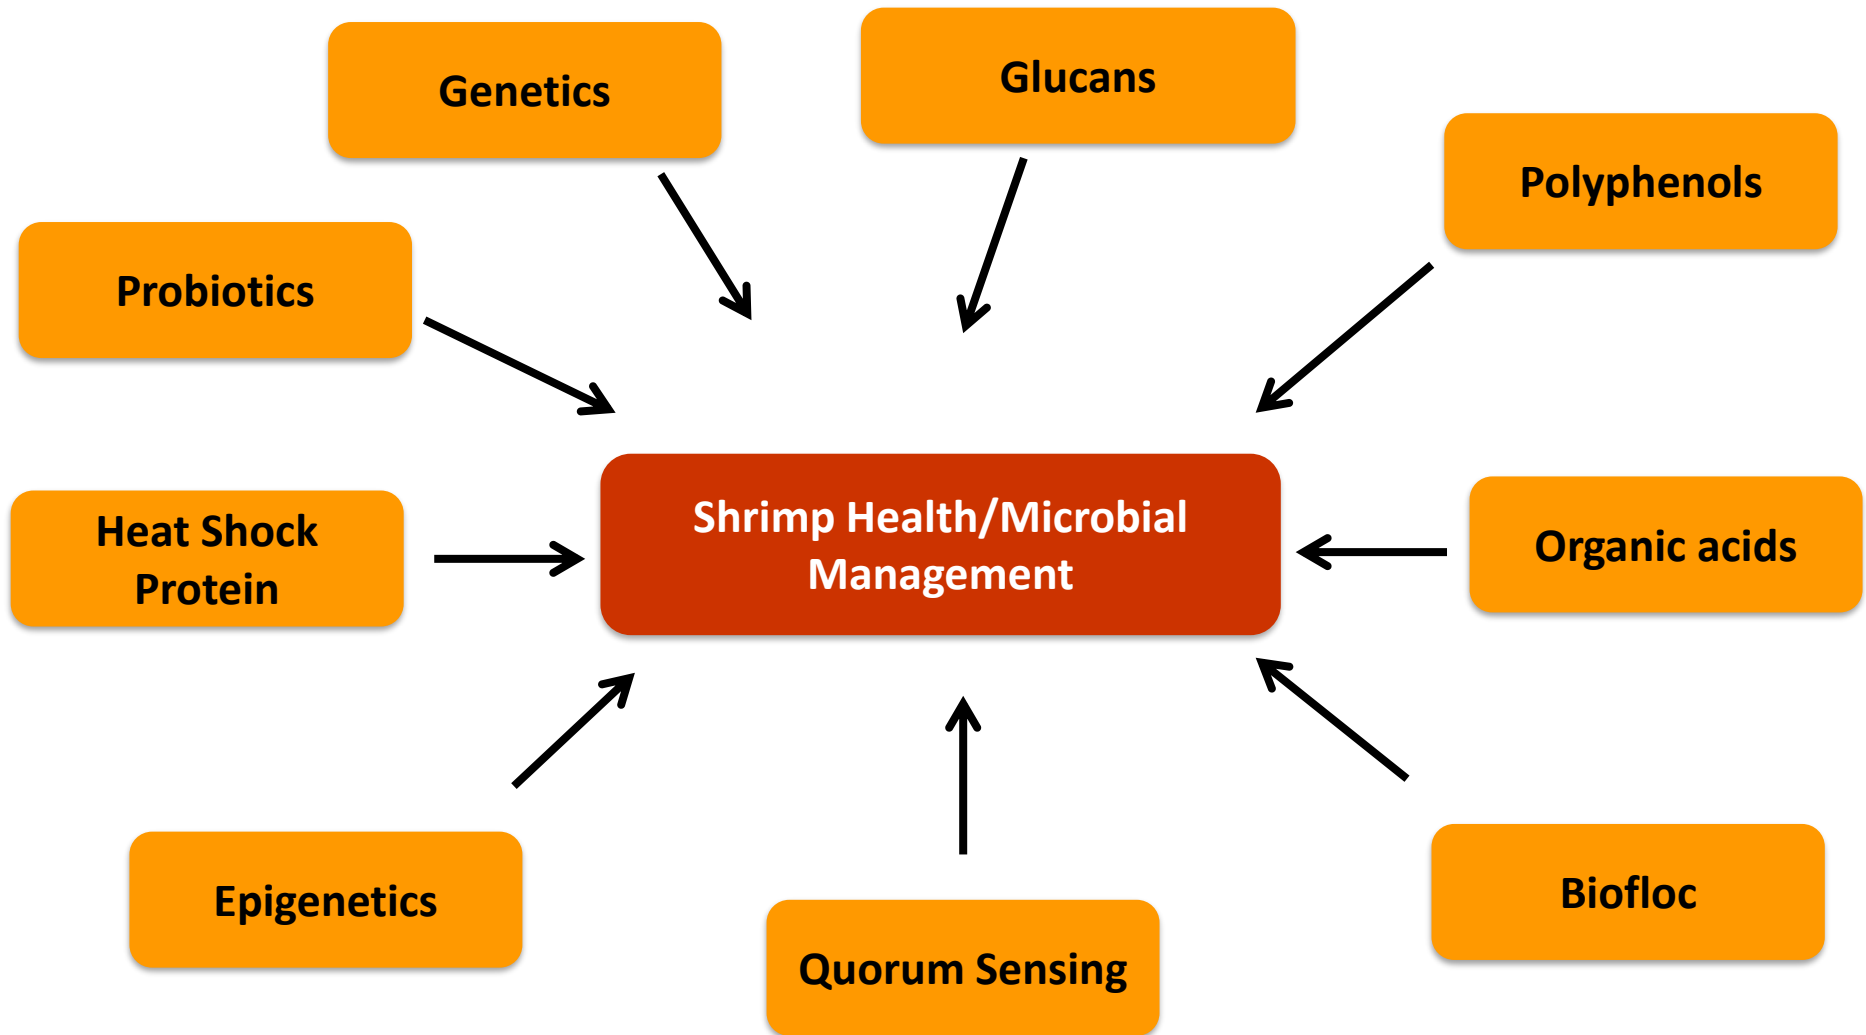 Genetics
Glucans
Polyphenols
Probiotics
Heat Shock
Protein
Shrimp Health/Microbial
Management
Organic acids
Epigenetics
Quorum Sensing
Biofloc